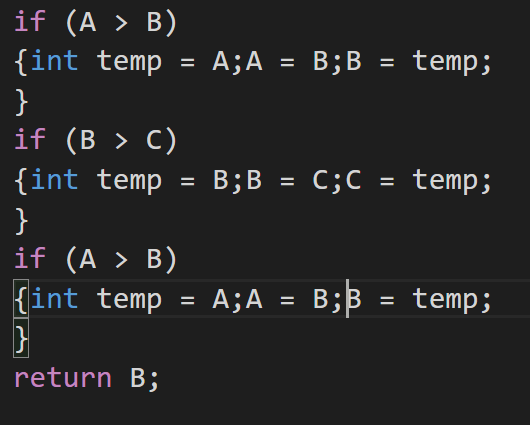 if (A > B)
{int temp = A;A = B;B = temp;
}
if (B > C)
{int temp = B;B = C;C = temp;
}
if (A > B)
{int temp = A;A = B;B = temp;
}
return B;